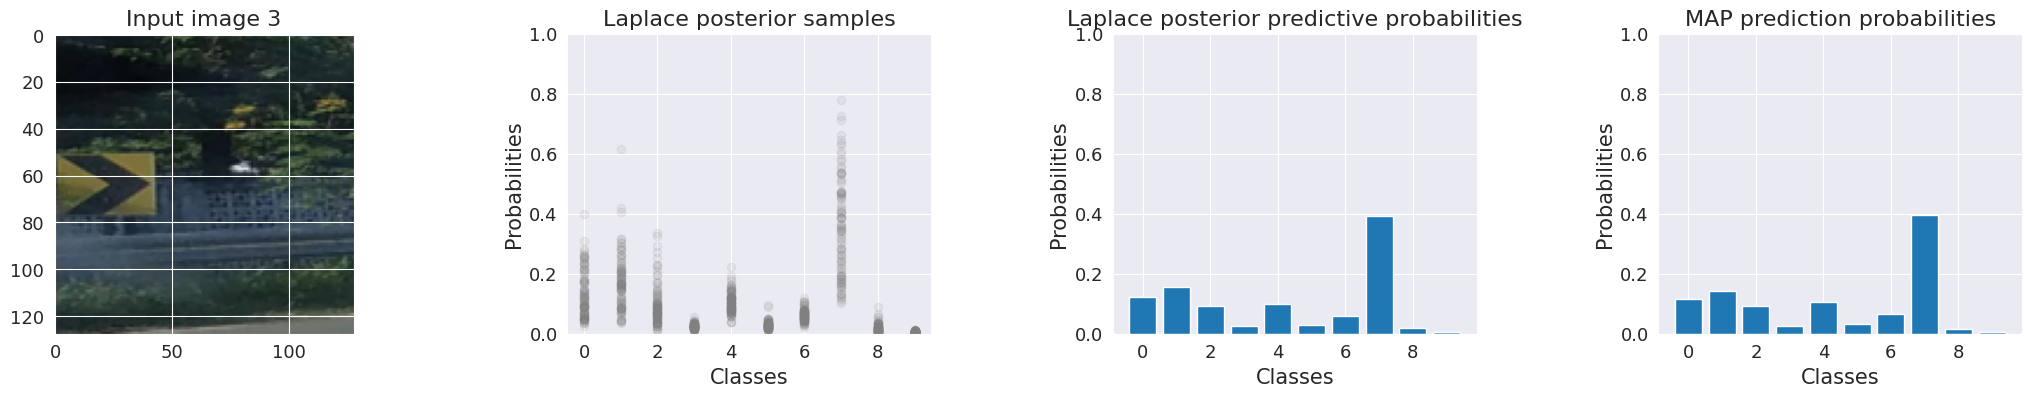 Input image 3
0
20
40
60
80
100
120
0 50 100
Laplace posterior samples
Probabilities
1.0
0.8
0.6
0.4
0.2
0.0
0 2 4 6 8
Classes
Laplace posterior predictive probabilities
Probabilities
1.0
0.8
0.6
0.4
0.2
0.0
0 2 4 6 8
Classes
MAP prediction probabilities
Probabilities
1.0
0.8
0.6
0.4
0.2
0.0
0 2 4 6 8
Classes